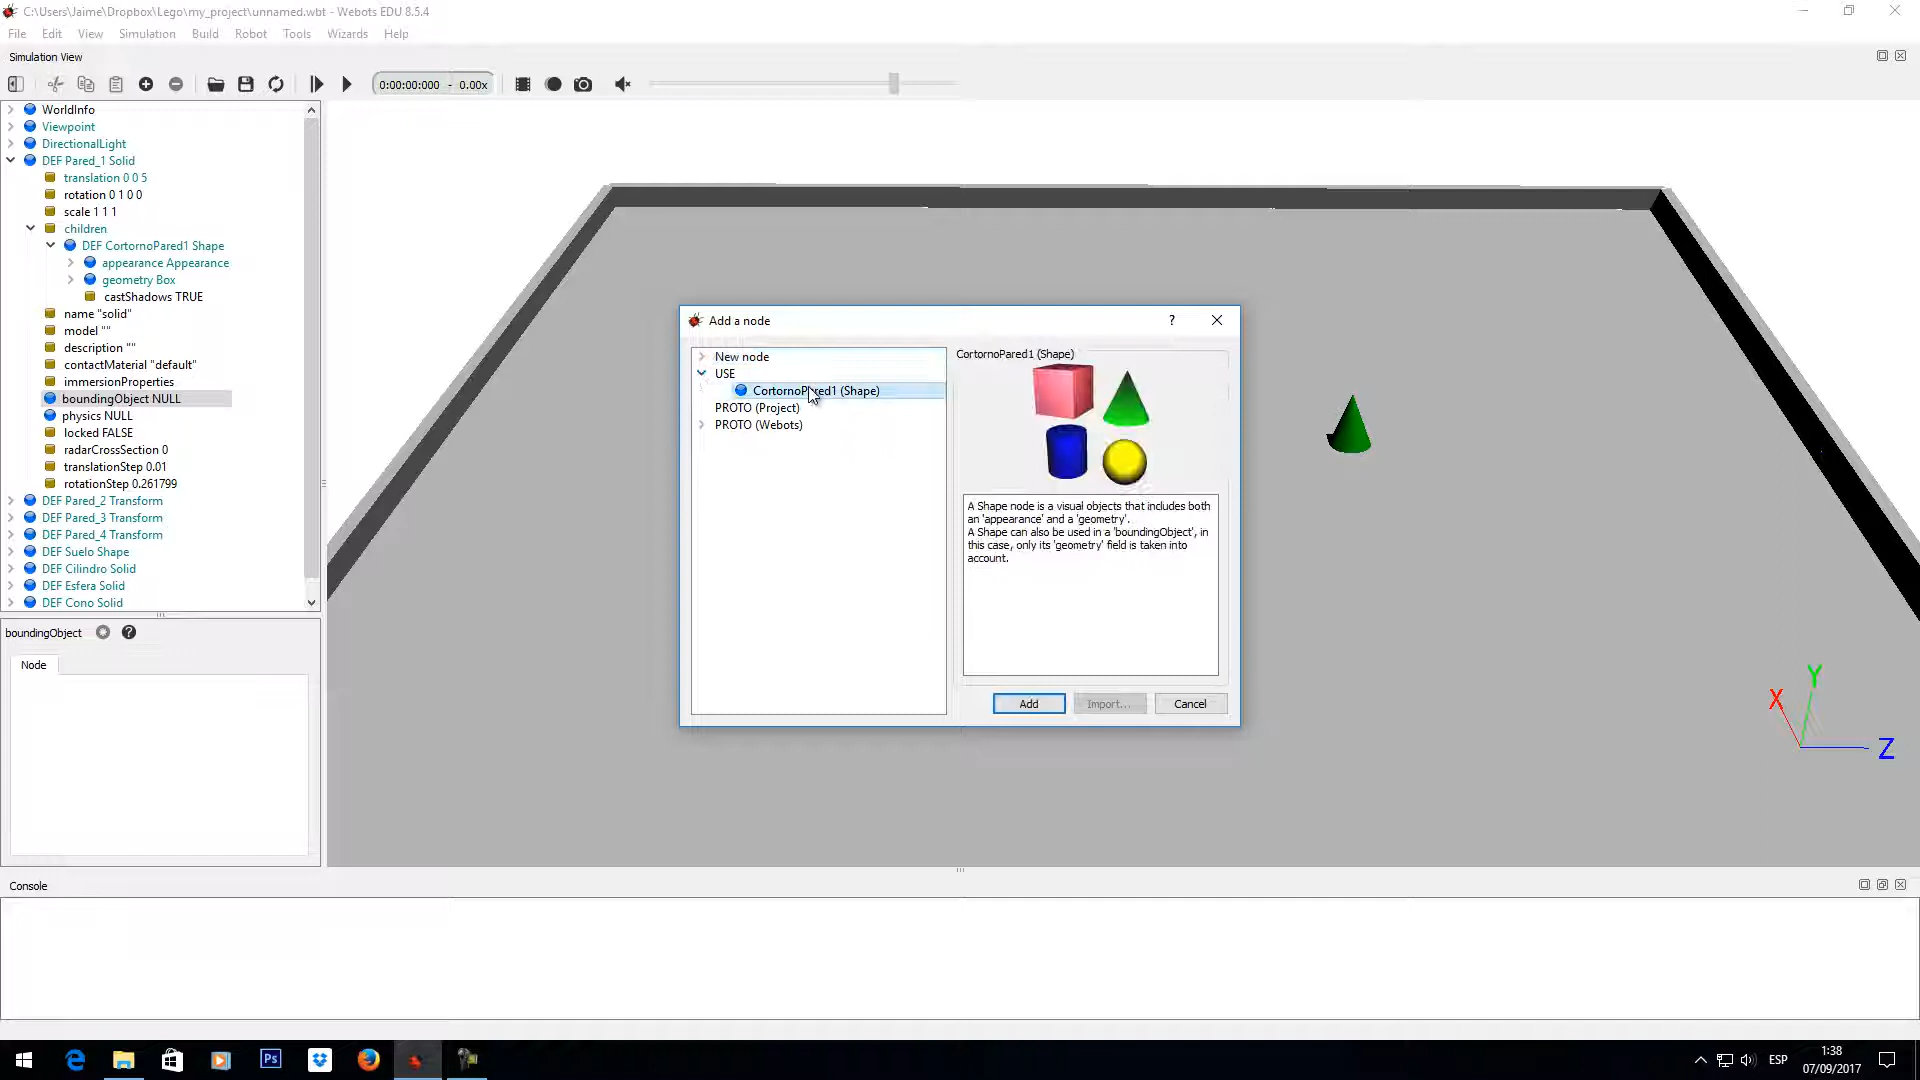 C:\Users\Jaime\Dropbox\Lego\my_project\unnamed.wbt - Webots EDU 8.5.4
File Edit View Simulation Build Robot Tools Wizards Help
Simulation View
0:00:00:000 - 0.00x
WorldInfo
Viewpoint
DirectionalLight
DEF Pared_1 Solid
translation 0 0 5
rotation 0 1 0 0
scale 1 1 1
children
DEF CortornoPared1 Shape
appearance Appearance
geometry Box
castShadows TRUE
name "solid"
model ""
description ""
contactMaterial "default"
immersionProperties
boundingObject NULL
physics NULL
locked FALSE
radarCrossSection 0
translationStep 0.01
rotationStep 0.261799
DEF Pared_2 Transform
DEF Pared_3 Transform
DEF Pared_4 Transform
DEF Suelo Shape
DEF Cilindro Solid
DEF Esfera Solid
DEF Cono Solid
boundingObject
Node
Add a node
?
New node
USE
CortornoPared1 (Shape)
PROTO (Project)
PROTO (Webots)
CortornoPared1 (Shape)
A Shape node is a visual objects that includes both
an 'appearance' and a 'geometry'.
A Shape can also be used in a 'boundingObject', in
this case, only its 'geometry' field is taken into
account.
Add Import... Cancel
Y
X
Z
Console
Ps
ESP
1:38
07/09/2017